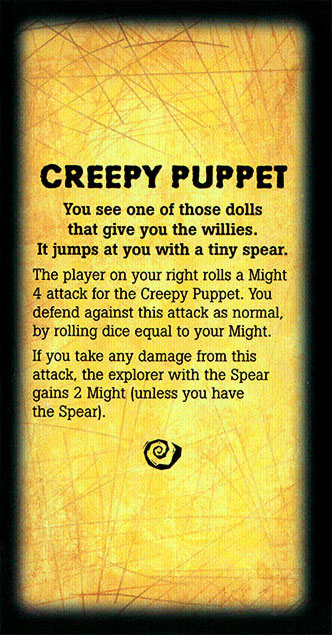 CREEPY PUPPET
You see one of those dolls
that give you the willies.
It jumps at you with a tiny spear.
The player on your right rolls a Might
4 attack for the Creepy Puppet. You
defend against this attack as normal,
by rolling dice equal to your Might.
If you take any damage from this
attack, the explorer with the Spear
gains 2 Might (unless you have
the Spear).